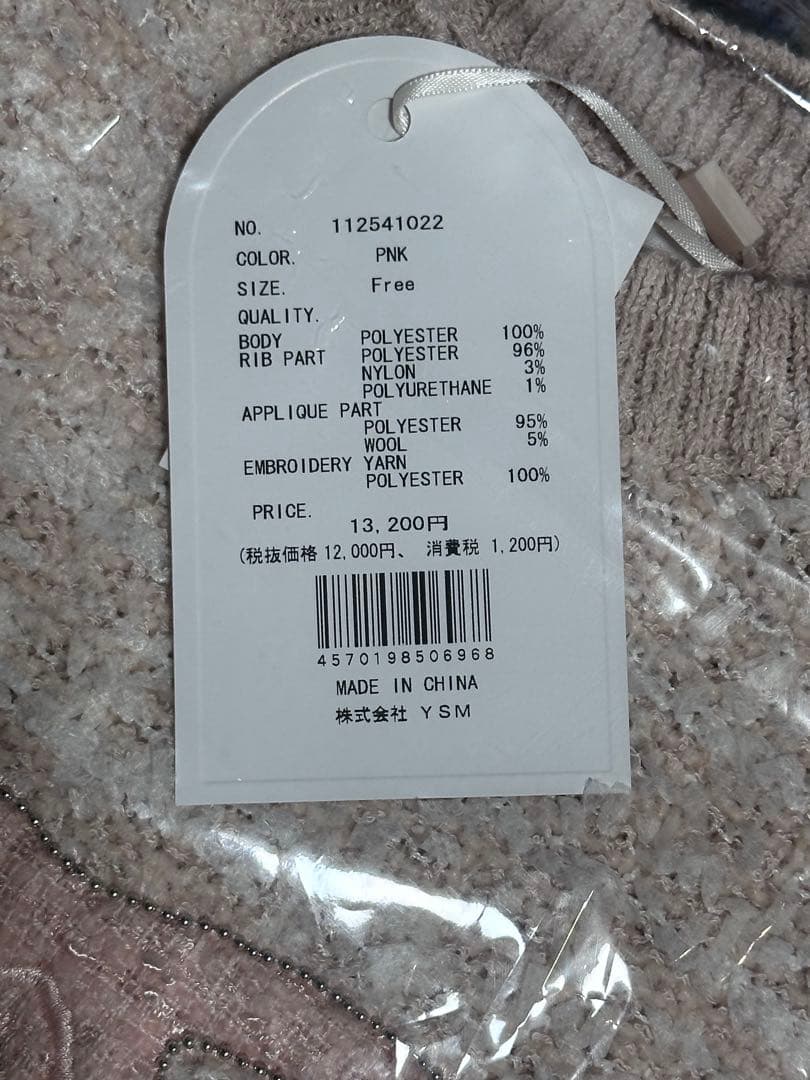 NO. 112541022
COLOR. PNK
SIZE. Free
QUALITY.
BODY POLYESTER 100%
RIB PART POLYESTER 96%
NYLON 3%
POLYURETHANE 1%
APPLIQUE PART
POLYESTER 95%
WOOL 5%
EMBROIDERY YARN
POLYESTER 100%
PRICE.
13,200円
(税抜価格 12,000円、 消費税 1,200円)
4570198506968
MADE IN CHINA
株式会社 YSM